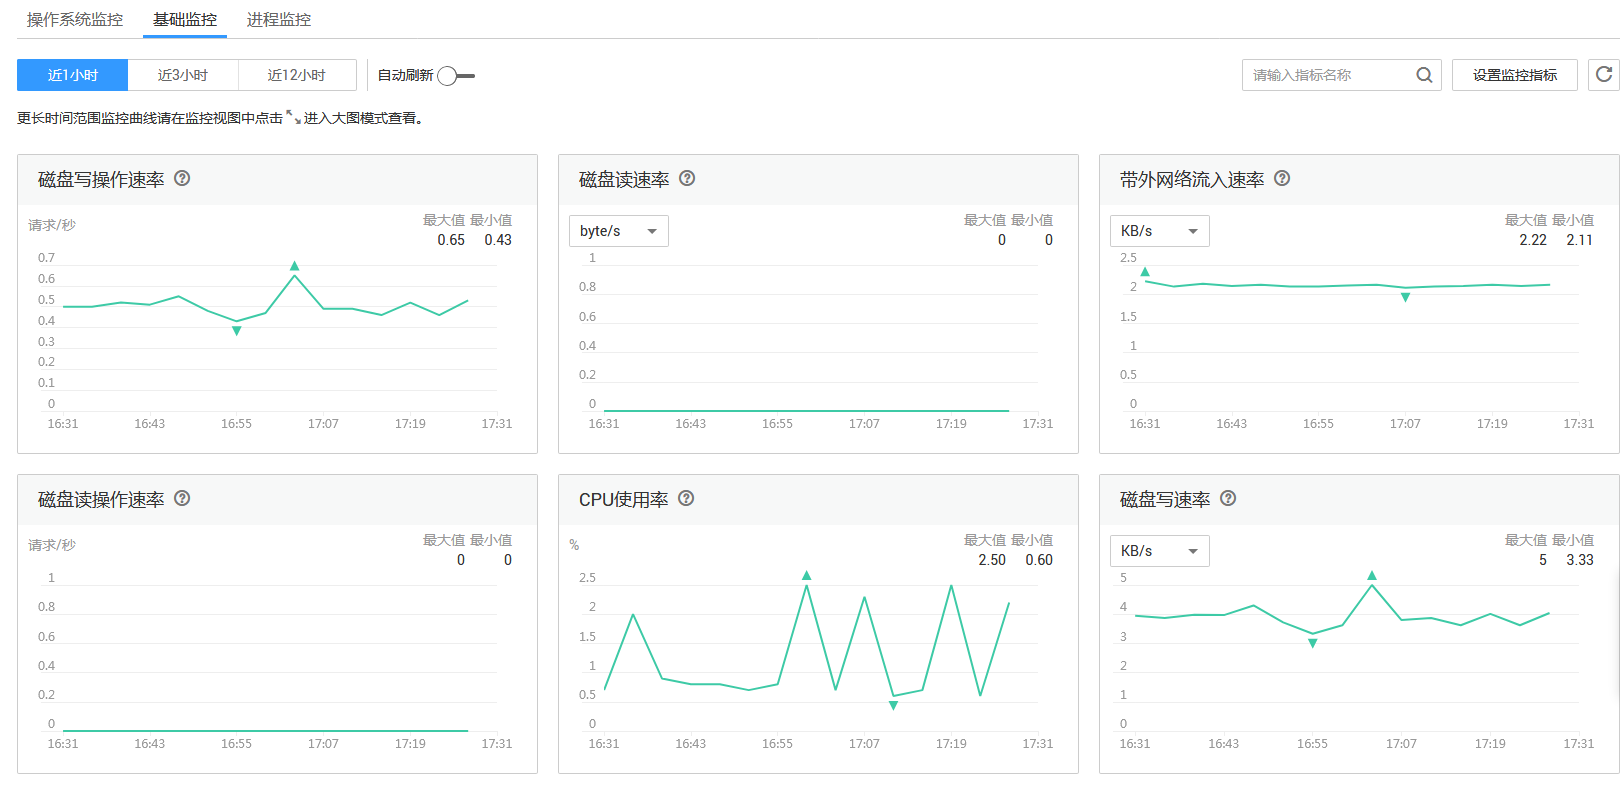 操作系统监控 基础监控 进程监控
近1小时 近3小时 近12小时 自动刷新 请输入指标名称 设置监控指标
更长时间范围监控曲线请在监控视图中点击 进入大图模式查看。
磁盘写操作速率 ?
请求/秒
最大值 最小值
0.65 0.43
0.7
0.6
0.5
0.4
0.3
0.2
0.1
0
16:31 16:43 16:55 17:07 17:19 17:31
磁盘读速率 ?
byte/s
最大值 最小值
0 0
1
0.8
0.6
0.4
0.2
0
16:31 16:43 16:55 17:07 17:19 17:31
带外网络流入速率 ?
KB/s
最大值 最小值
2.22 2.11
2.5
2
1.5
1
0.5
0
16:31 16:43 16:55 17:07 17:19 17:31
磁盘读操作速率 ?
请求/秒
最大值 最小值
0 0
1
0.8
0.6
0.4
0.2
0
16:31 16:43 16:55 17:07 17:19 17:31
CPU使用率 ?
%
最大值 最小值
2.50 0.60
2.5
2
1.5
1
0.5
0
16:31 16:43 16:55 17:07 17:19 17:31
磁盘写速率 ?
KB/s
最大值 最小值
5 3.33
5
4
3
2
1
0
16:31 16:43 16:55 17:07 17:19 17:31